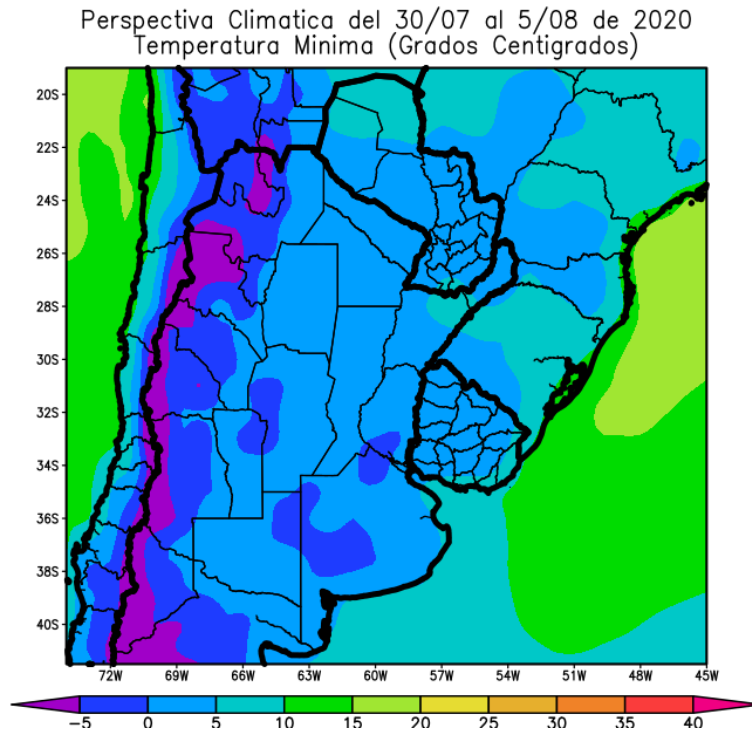 Perspectiva Climatica del 30/07 al 5/08 de 2020
Temperatura Minima (Grados Centigrados)
20S
22S
24S
26S
28S
30S
32S
34S
36S
38S
40S
72W 69W 66W 63W 60W 57W 54W 51W 48W 45W
−5 0 5 10 15 20 25 30 35 40